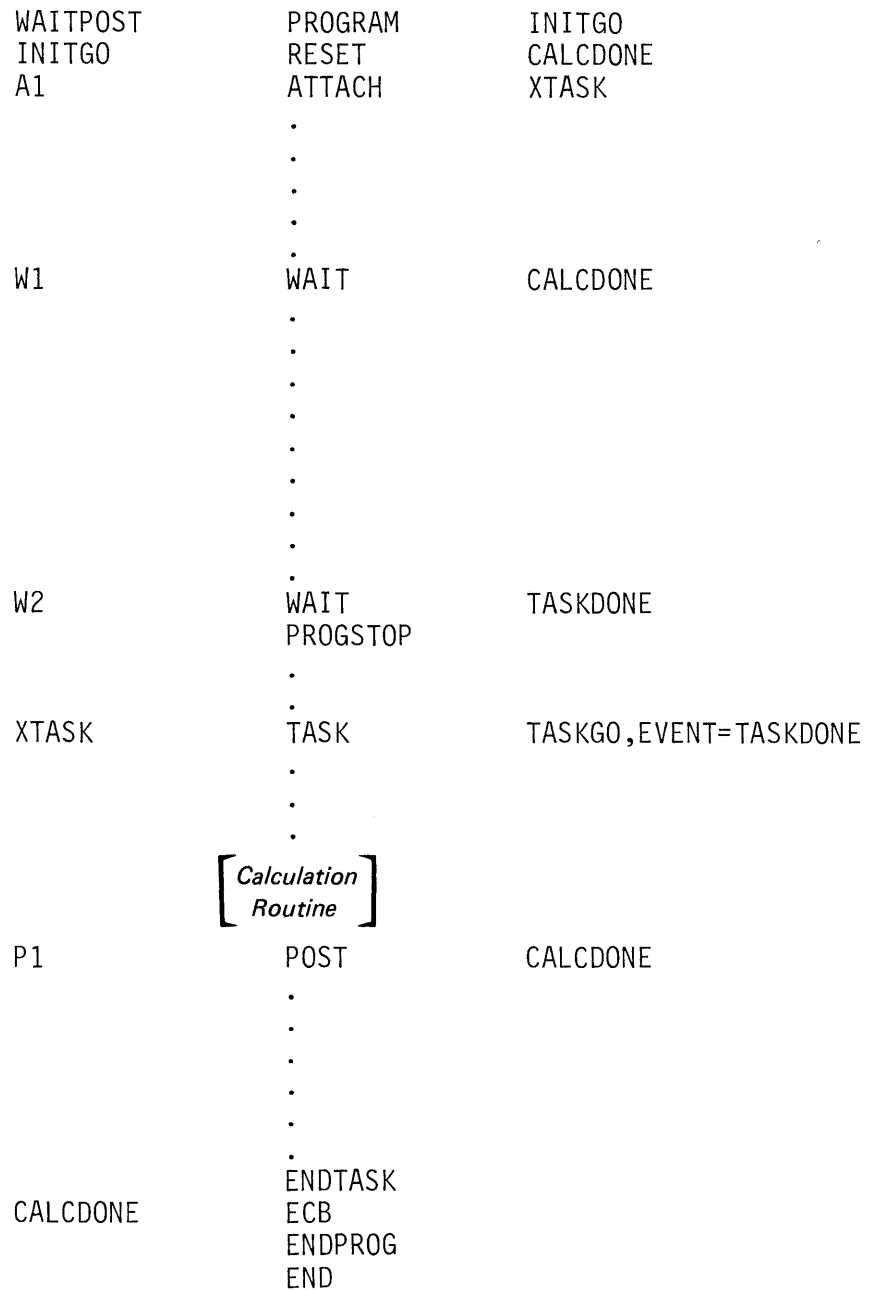 WAITPOST PROGRAM INITGO
INITGO RESET CALCDONE
A1 ATTACH XTASK
.
.
.
.
.
W1 WAIT CALCDONE
.
.
.
.
.
.
.
.
.
W2 WAIT TASKDONE
PROGSTOP
.
.
XTASK TASK TASKGO,EVENT=TASKDONE
.
.
.
[Calculation
Routine]
P1 POST CALCDONE
.
.
.
.
.
.
ENDTASK
CALCDONE ECB
ENDPROG
END